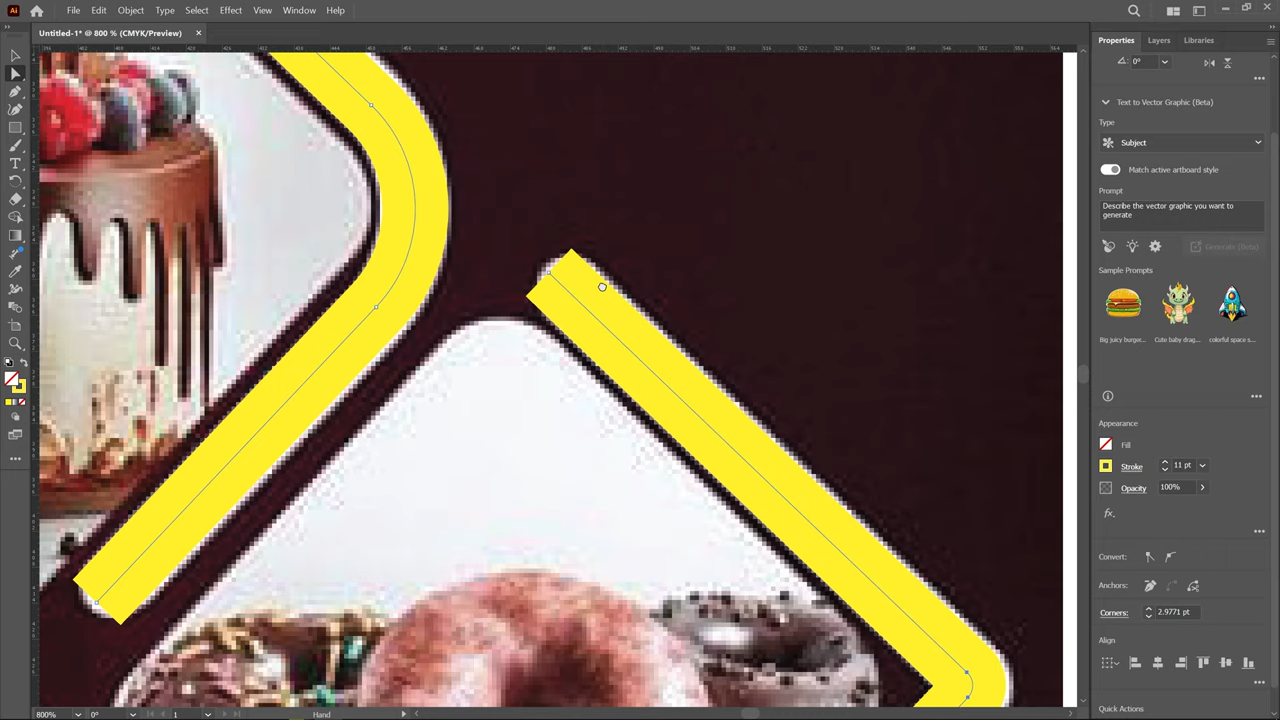 File Edit Object Type Select Effect View Window Help
Untitled-1* @ 800 % (CMYK/Preview)
Properties Layers Libraries
0°
Text to Vector Graphic (Beta)
Type
Subject
Match active artboard style
Prompt
Describe the vector graphic you want to
generate
Generate (Beta)
Sample Prompts
Big juicy burger... Cute baby drag... colorful space s...
Appearance
Fill
Stroke 11 pt
Opacity 100%
fx.
Convert:
Anchors:
Corners: 2.9771 pt
Align
Quick Actions
800% 0° 1 Hand